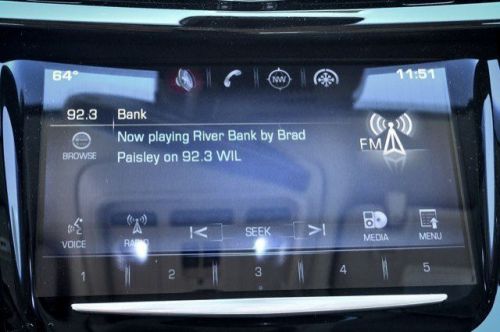 64°
NW
11:51
92.3 Bank
Now playing River Bank by Brad
Paisley on 92.3 WIL
BROWSE
FM
VOICE
RADIO
SEEK
MEDIA
MENU
1 2 3 4 5